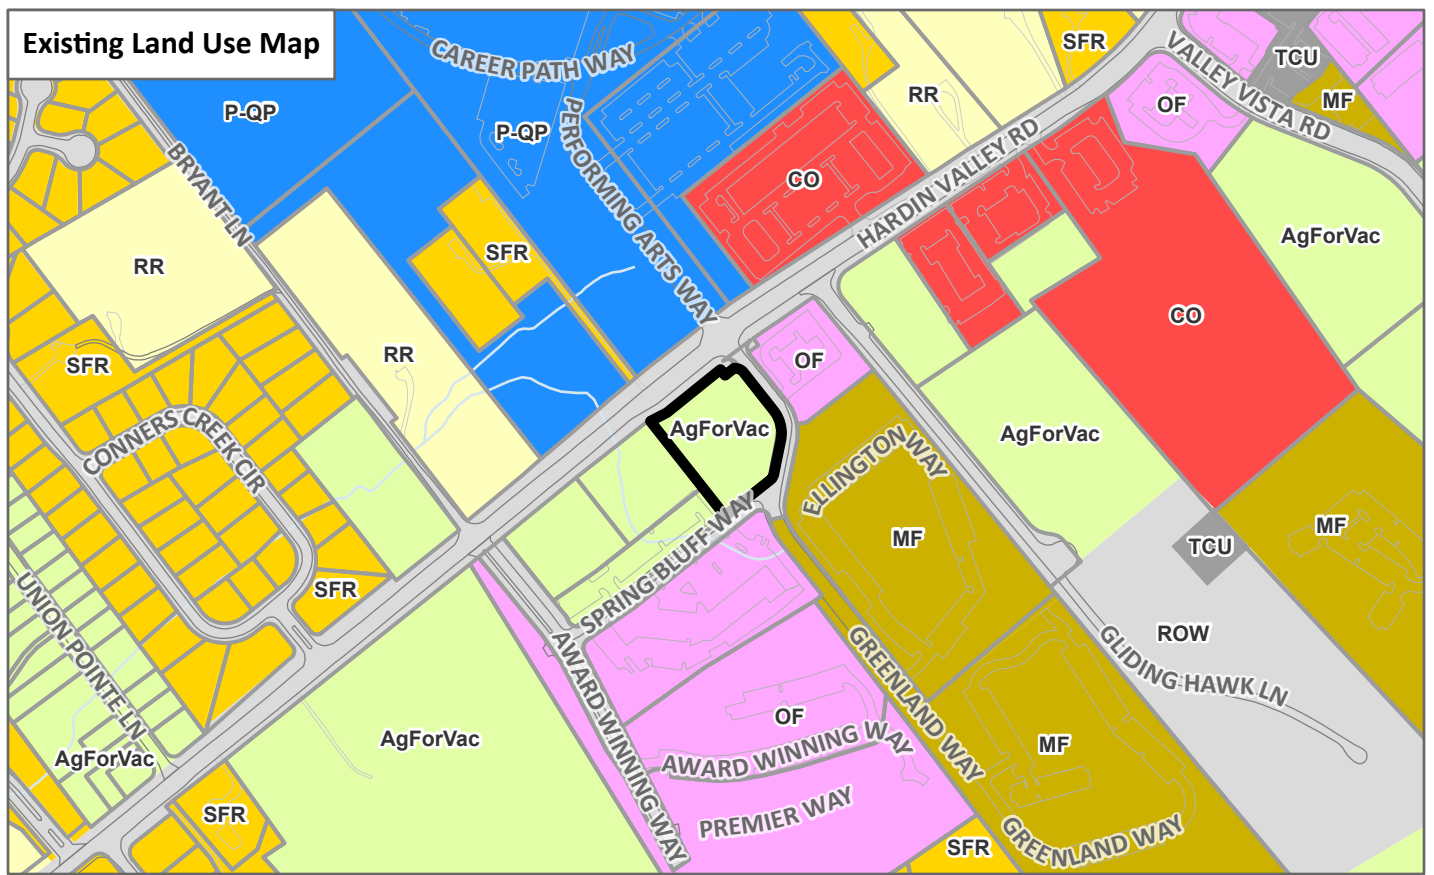 Existing Land Use Map
CAREER PATH WAY
SFR
TCU
VALLEY VISTA RD
P-QP
RR
OF
MF
P-QP
PERFORMING ARTS WAY
BRYANT LN
CO
HARDIN VALLEY RD
AgForVac
RR
SFR
CO
SFR
RR
OF
CONNERS CREEK CIR
AgForVac
AgForVac
ELLINGTON WAY
MF
MF
TCU
SPRING BLUFF WAY
SFR
UNION POINTE LN
ROW
AWARD WINNING WAY
GREENLAND WAY
GLIDING HAWK LN
OF
AgForVac
AWARD WINNING WAY
MF
AgForVac
PREMIER WAY
SFR
GREENLAND WAY
SFR